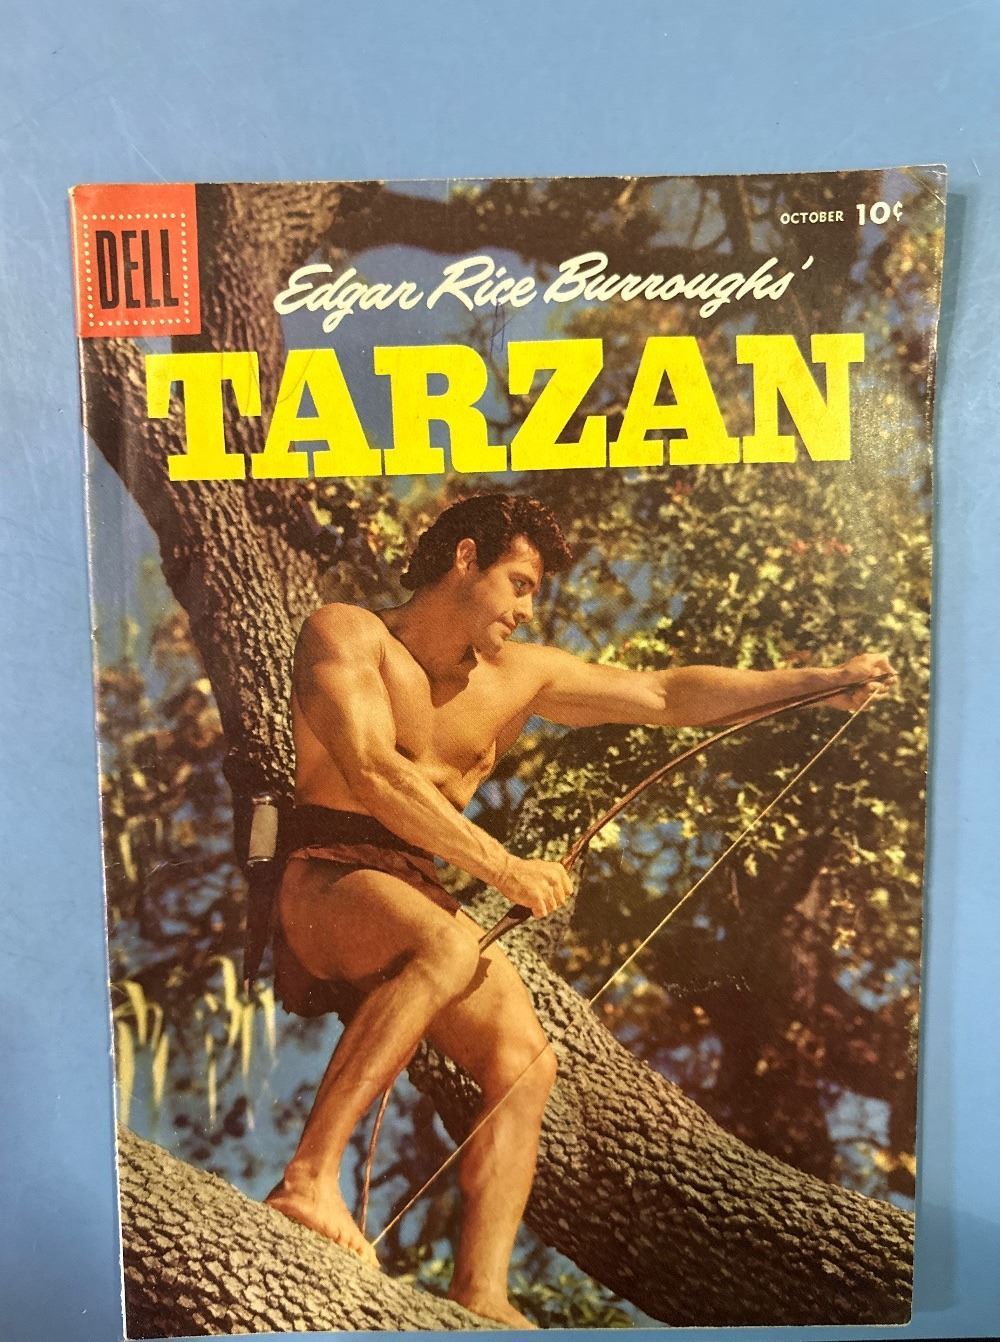 DELL
OCTOBER 10¢
Edgar Rice Burroughs'
TARZAN